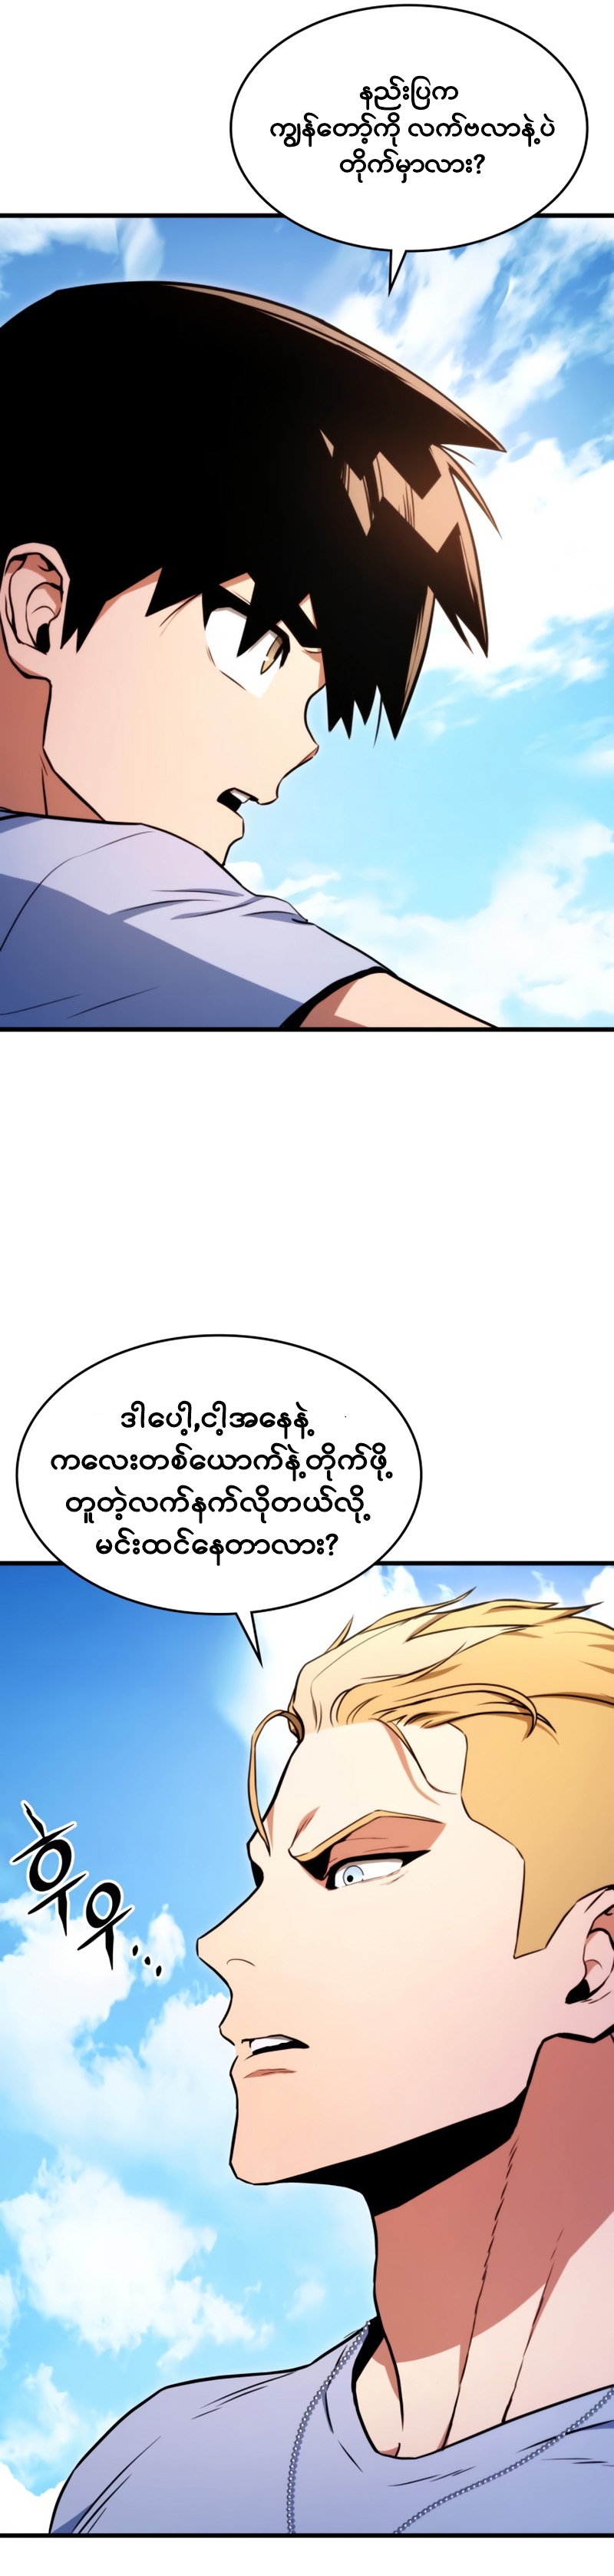 နည်းပြက
ကျွန်တော့်ကို လက်ဗလာနဲ့ပဲ
တိုက်မှာလား?
ဒါပေါ့,ငါ့အနေနဲ့
ကလေးတစ်ယောက်နဲ့တိုက်ဖို့
တူတဲ့လက်နက်လိုတယ်လို့
မင်းထင်နေတာလား?
후우...